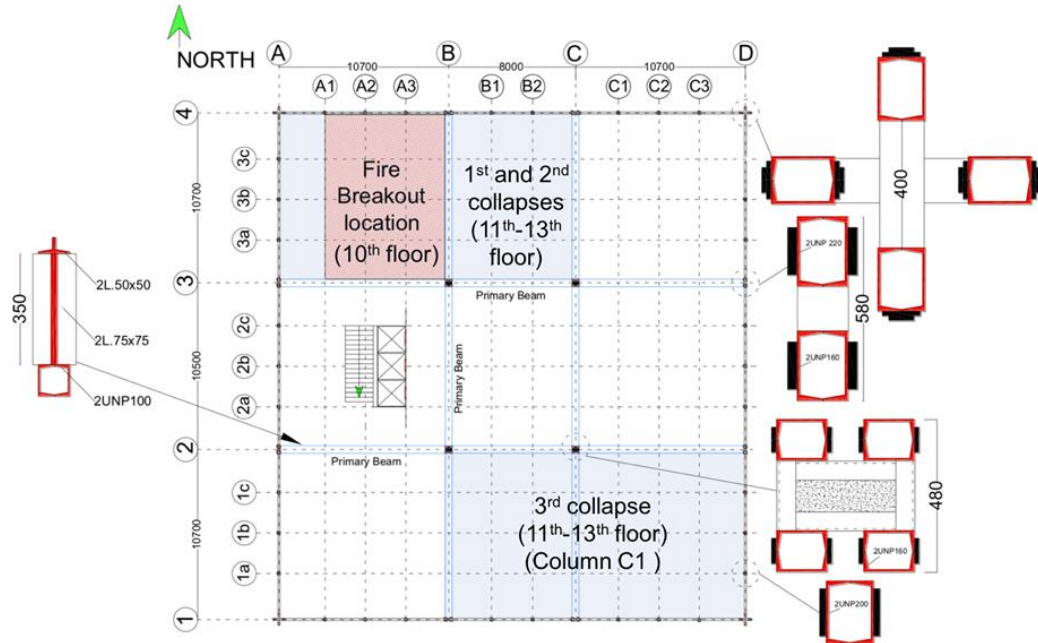 NORTH
A
B
C
D
10700
8000
10700
A1
A2
A3
B1
B2
C1
C2
C3
4
3c
3b
3a
3
2c
2b
2a
2
1c
1b
1a
1
10700
10500
10700
Fire
Breakout
location
(10th floor)
1st and 2nd
collapses
(11th-13th
floor)
Primary Beam
Primary Beam
Primary Beam
3rd collapse
(11th-13th floor)
(Column C1 )
350
2L.50x50
2L.75x75
2UNP100
400
2UNP 220
580
2UNP160
480
2UNP160
2UNP200